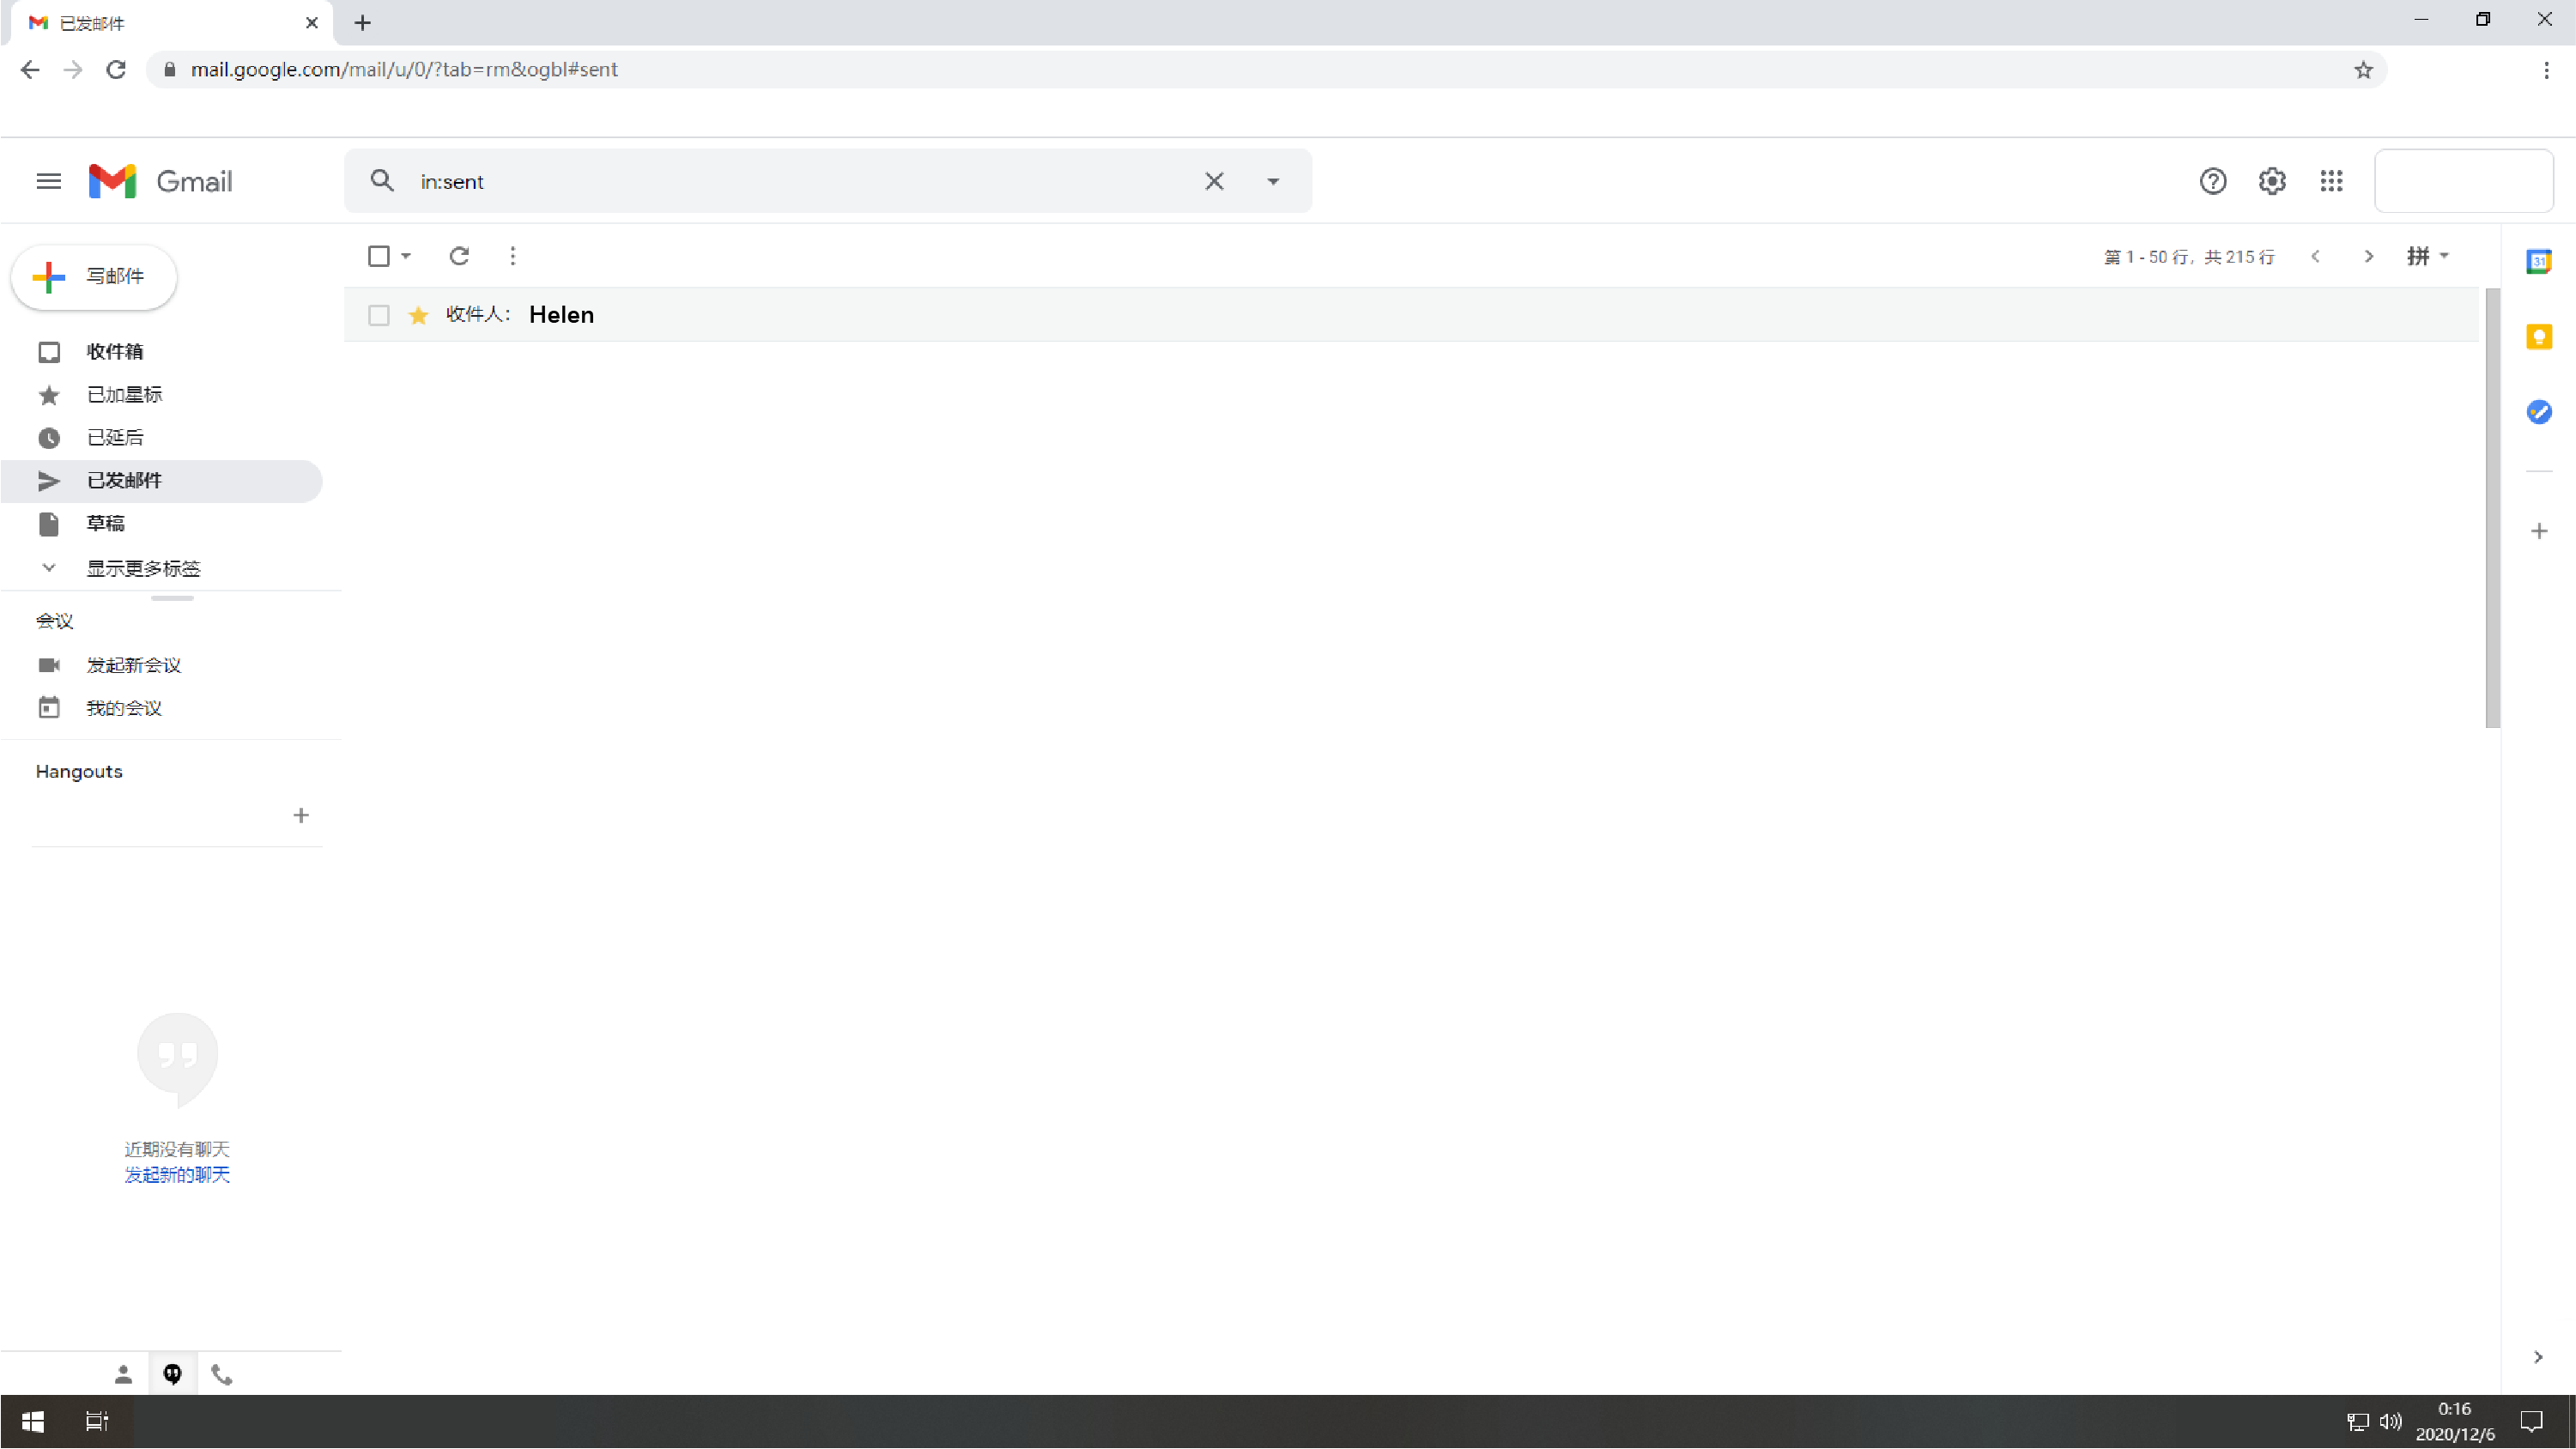 已发邮件
mail.google.com/mail/u/0/?tab=rm&ogbl#sent
Gmail
in:sent
写邮件
第 1 - 50 行，共 215 行
拼
31
收件人： Helen
收件箱
已加星标
已延后
已发邮件
草稿
显示更多标签
会议
发起新会议
我的会议
Hangouts
近期没有聊天
发起新的聊天
0:16
2020/12/6